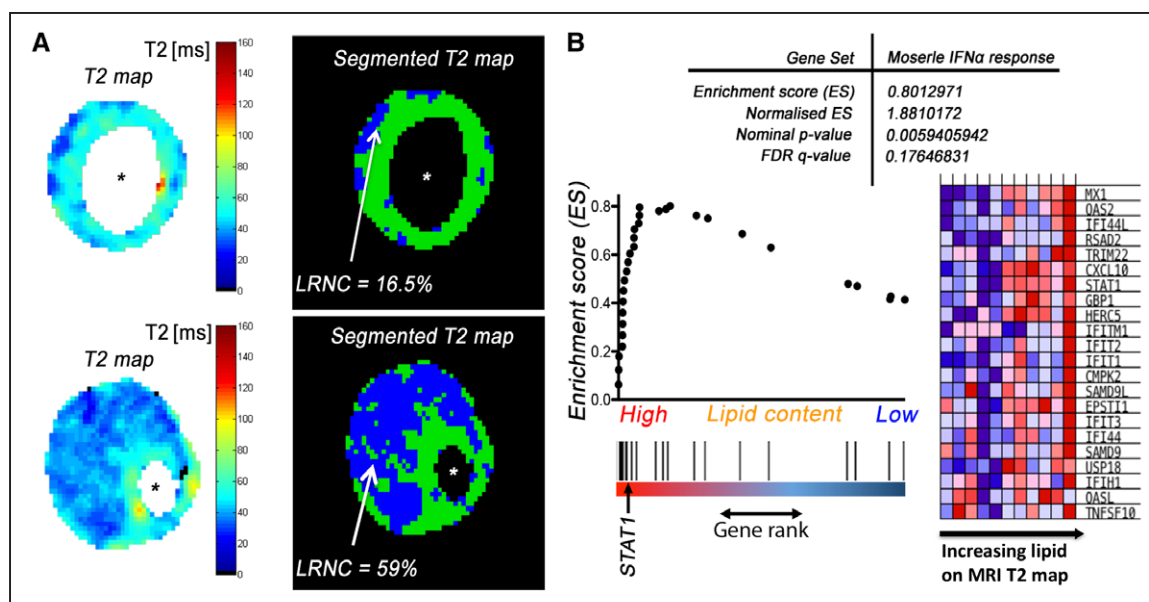 A
T2 [ms]
T2 map
160
140
120
100
80
60
40
20
0
*
Segmented T2 map
*
LRNC = 16.5%
T2 [ms]
T2 map
160
140
120
100
80
60
40
20
0
*
Segmented T2 map
*
LRNC = 59%
B
Gene Set Moserle IFNα response
Enrichment score (ES) 0.8012971
Normalised ES 1.8810172
Nominal p-value 0.0059405942
FDR q-value 0.17646831
Enrichment score (ES)
0.8
0.6
0.4
0.2
0.0
High Lipid content Low
STAT1
Gene rank
MX1
OAS2
IFI44L
RSAD2
TRIM22
CXCL10
STAT1
GBP1
HERC5
IFITM1
IFIT2
IFIT1
CMPK2
SAMD9L
EPSTI1
IFIT3
IFI44
SAMD9
USP18
IFIH1
OASL
TNFSF10
Increasing lipid
on MRI T2 map